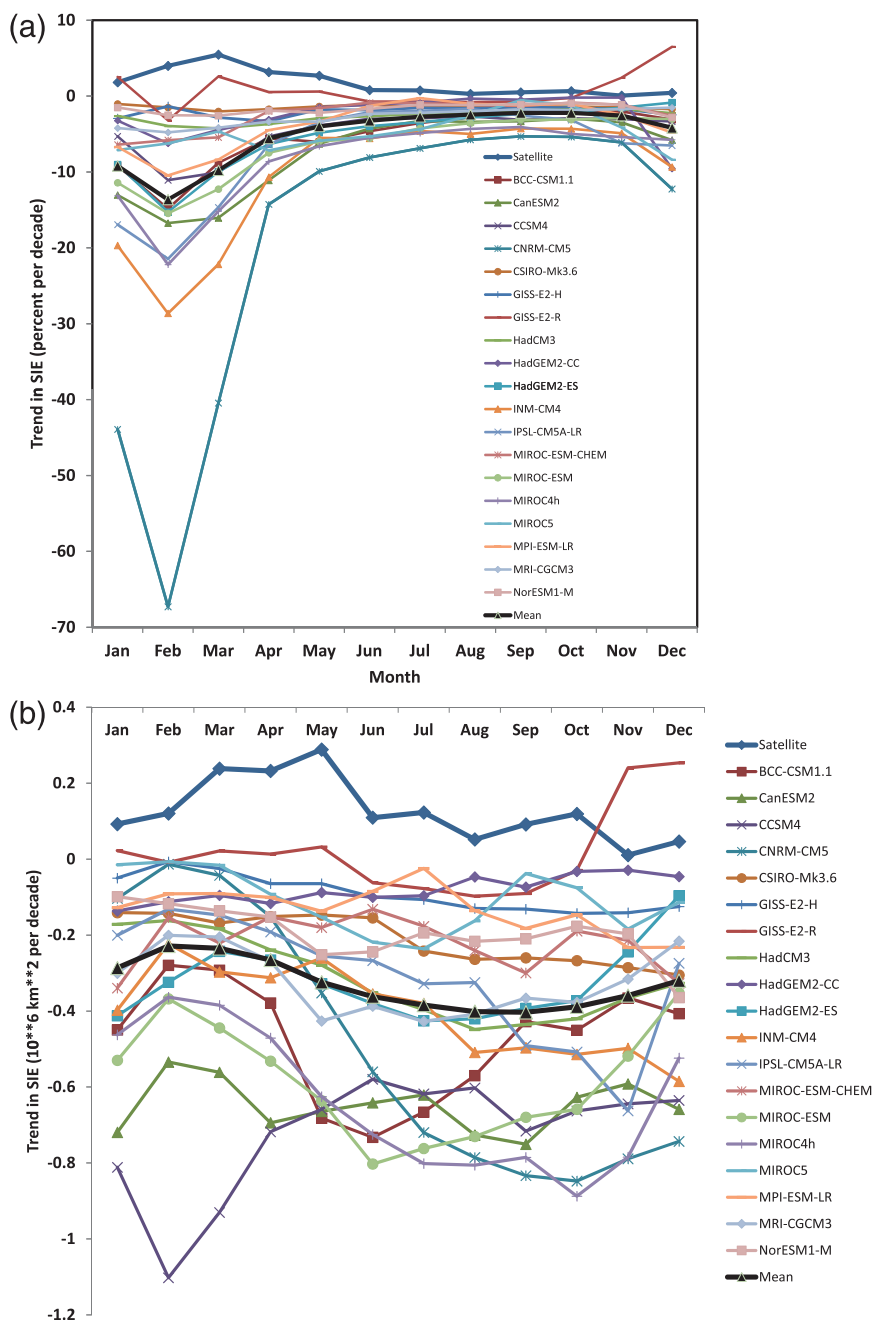 (a)
10
0
-10
-20
-30
-40
-50
-60
-70
Trend in SIE (percent per decade)
Satellite
BCC-CSM1.1
CanESM2
CCSM4
CNRM-CM5
CSIRO-Mk3.6
GISS-E2-H
GISS-E2-R
HadCM3
HadGEM2-CC
HadGEM2-ES
INM-CM4
IPSL-CM5A-LR
MIROC-ESM-CHEM
MIROC-ESM
MIROC4h
MIROC5
MPI-ESM-LR
MRI-CGCM3
NorESM1-M
Mean
Jan Feb Mar Apr May Jun Jul Aug Sep Oct Nov Dec
Month
(b)
0.4
0.2
0
-0.2
-0.4
-0.6
-0.8
-1
-1.2
Trend in SIE (10**6 km**2 per decade)
Jan Feb Mar Apr May Jun Jul Aug Sep Oct Nov Dec
Satellite
BCC-CSM1.1
CanESM2
CCSM4
CNRM-CM5
CSIRO-Mk3.6
GISS-E2-H
GISS-E2-R
HadCM3
HadGEM2-CC
HadGEM2-ES
INM-CM4
IPSL-CM5A-LR
MIROC-ESM-CHEM
MIROC-ESM
MIROC4h
MIROC5
MPI-ESM-LR
MRI-CGCM3
NorESM1-M
Mean